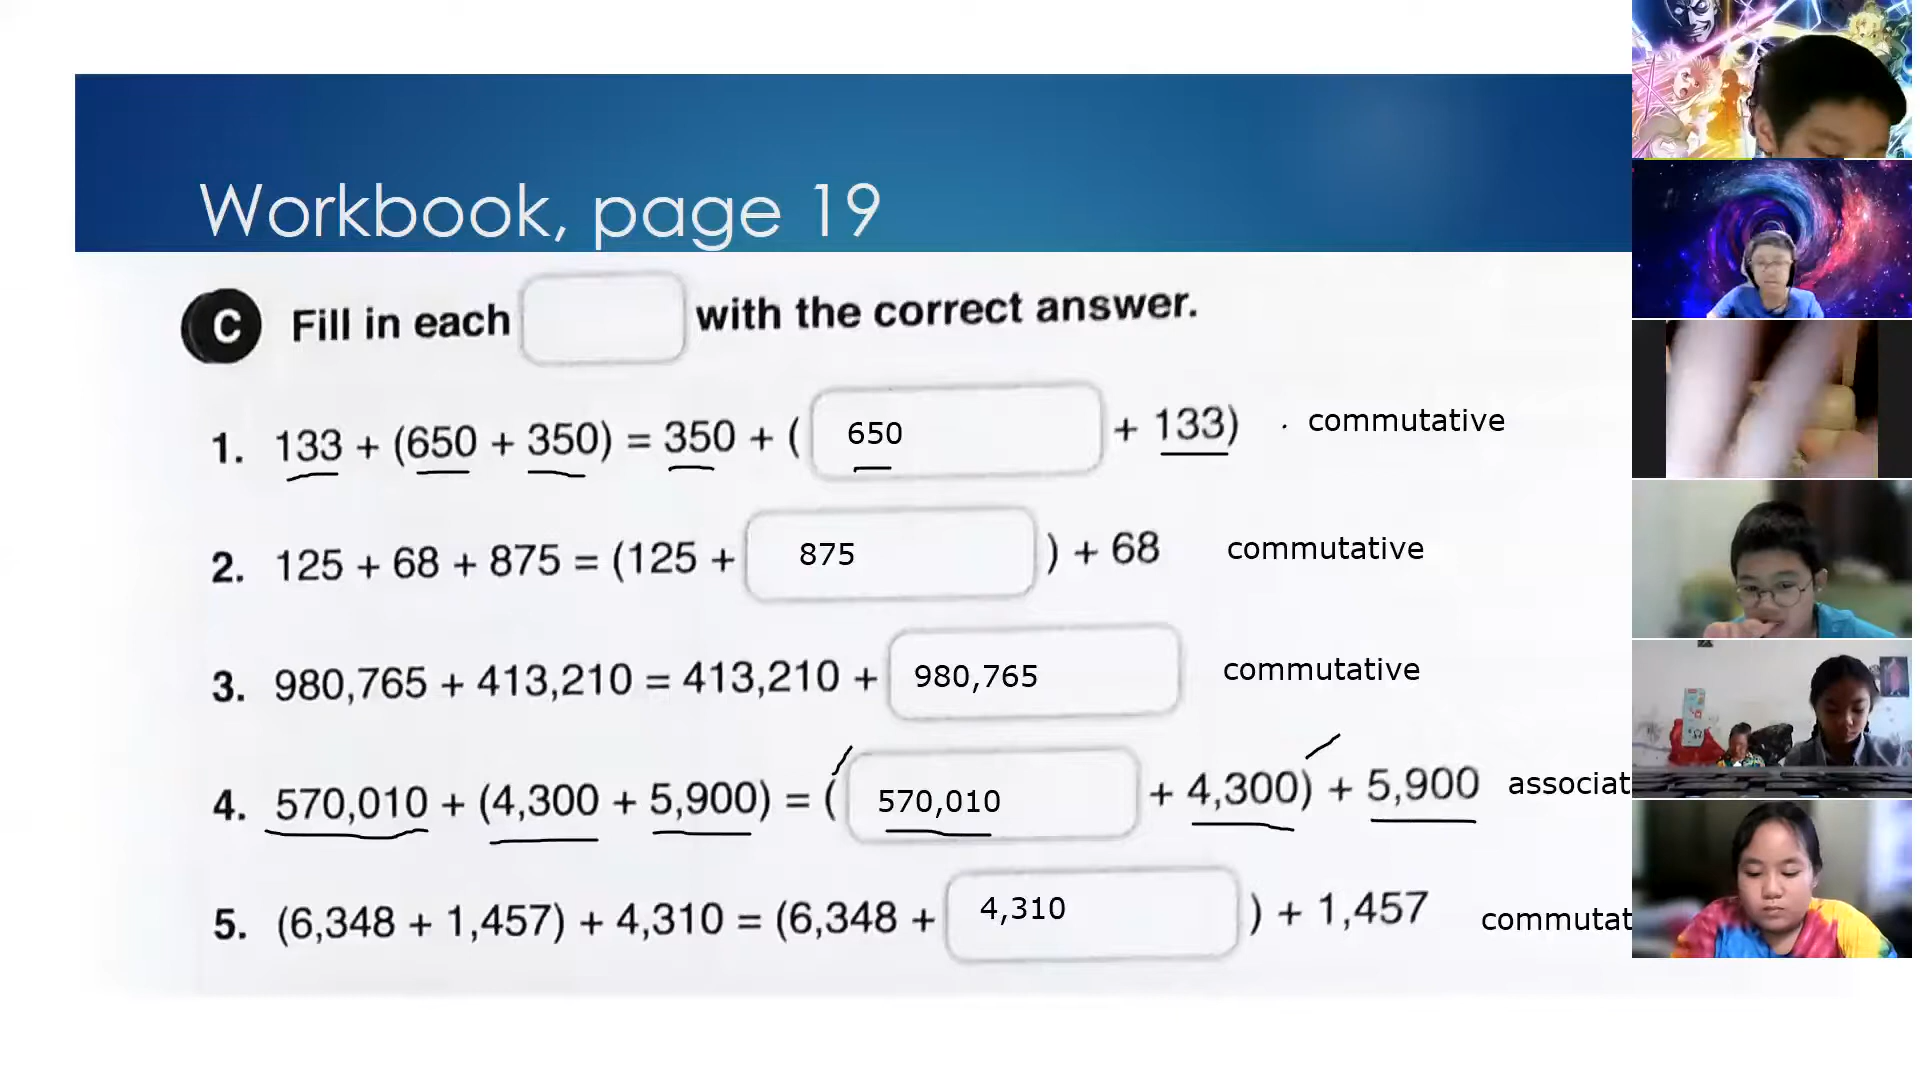 Workbook, page 19
C Fill in each with the correct answer.
1. 133 + (650 + 350) = 350 + ( 650 + 133) . commutative
2. 125 + 68 + 875 = (125 + 875 ) + 68 commutative
3. 980,765 + 413,210 = 413,210 + 980,765 commutative
4. 570,010 + (4,300 + 5,900) = ( 570,010 + 4,300) + 5,900 associat
5. (6,348 + 1,457) + 4,310 = (6,348 + 4,310 ) + 1,457 commutat